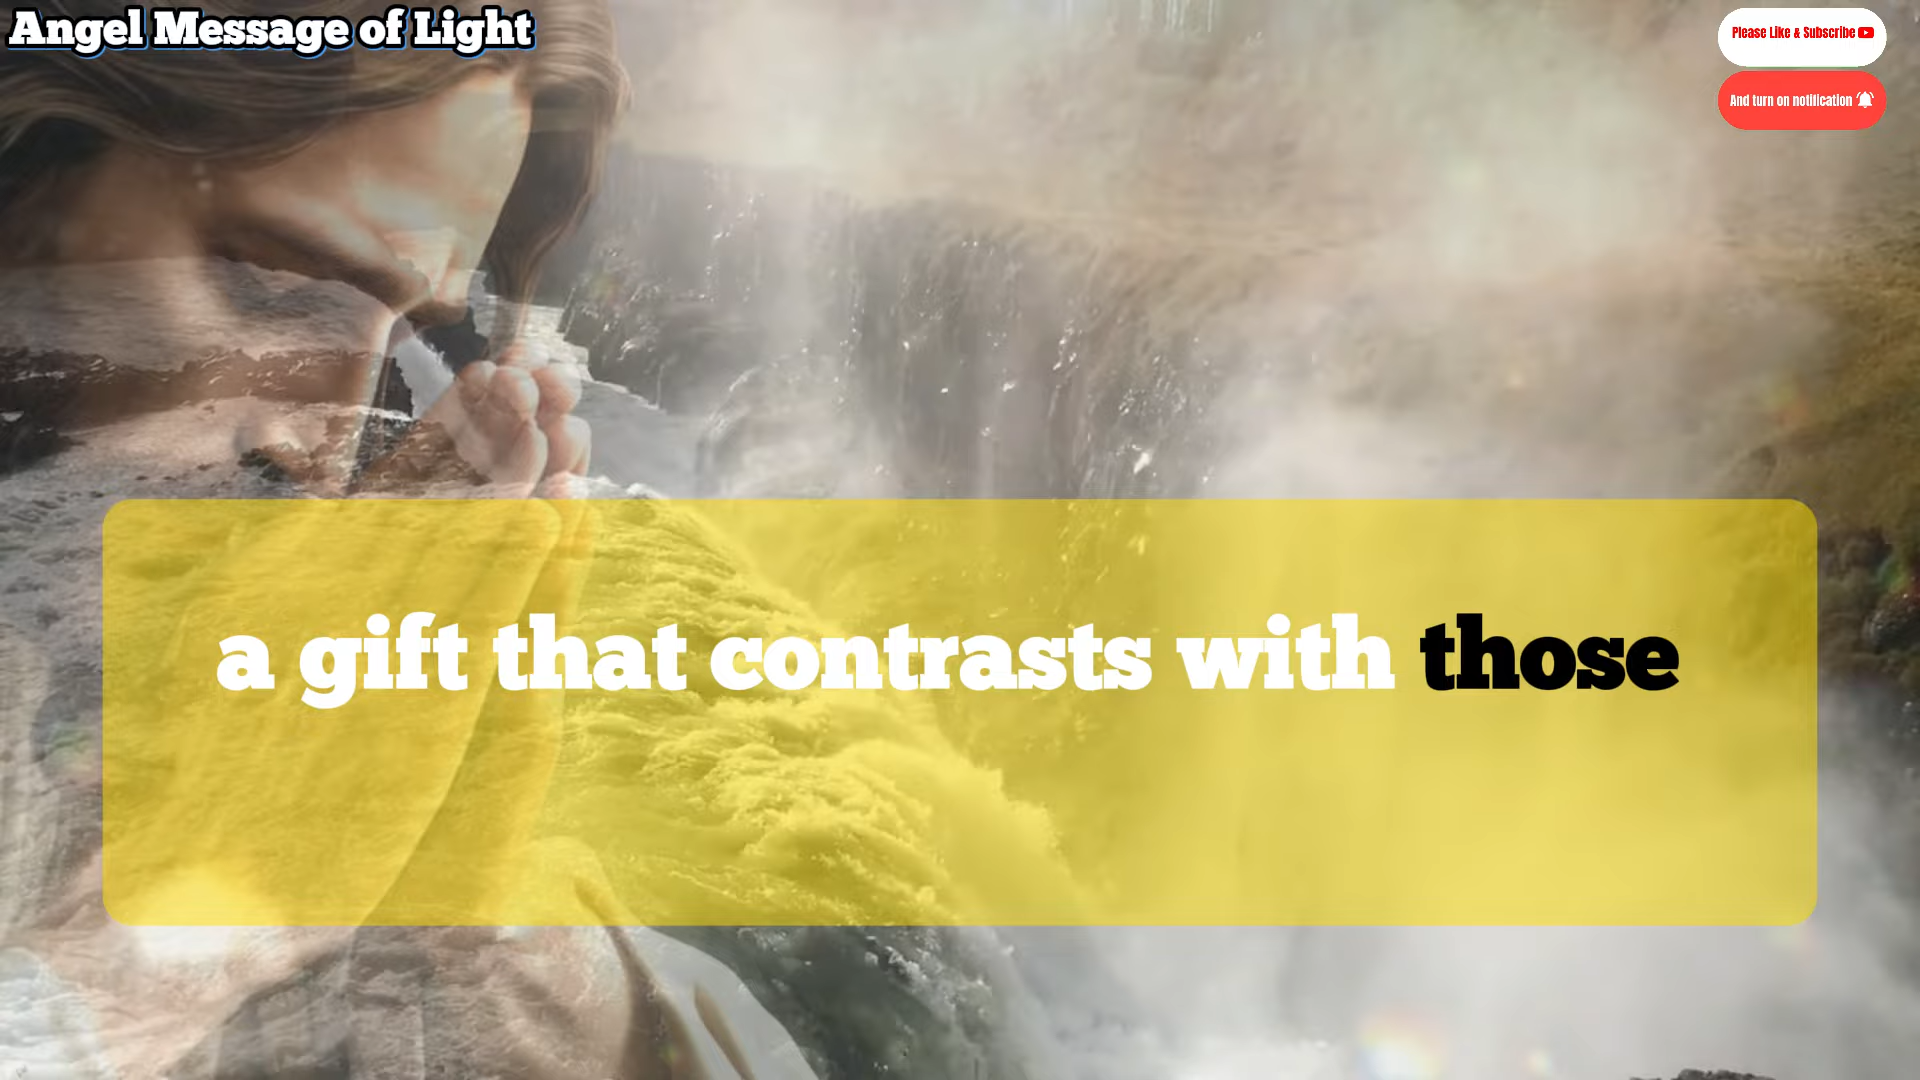 Angel Message of Light
Please Like & Subscribe
And turn on notification
a gift that contrasts with those